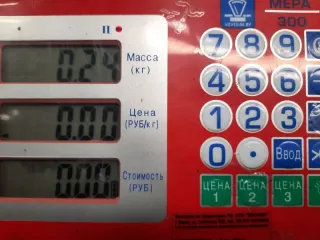 МЕРА
300
0.24
Масса
(кг)
7 8 9
4 5 6
0.00
Цена
(РУБ/кг)
1 2 3
0 . Ввод
0.00
Стоимость
(РУБ)
ЦЕНА 1 ЦЕНА 2 ЦЕНА 3